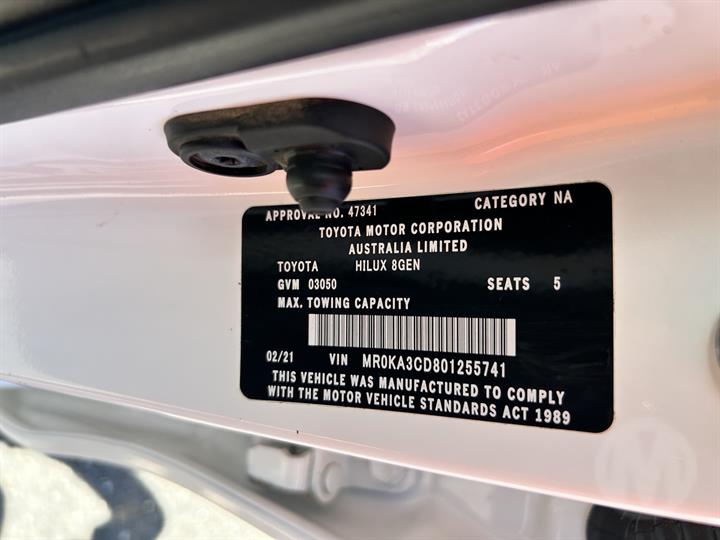 APPROVAL NO. 47341 CATEGORY NA
TOYOTA MOTOR CORPORATION
AUSTRALIA LIMITED
TOYOTA HILUX 8GEN
GVM 03050 SEATS 5
MAX. TOWING CAPACITY
02/21 VIN MR0KA3CD801255741
THIS VEHICLE WAS MANUFACTURED TO COMPLY
WITH THE MOTOR VEHICLE STANDARDS ACT 1989
M